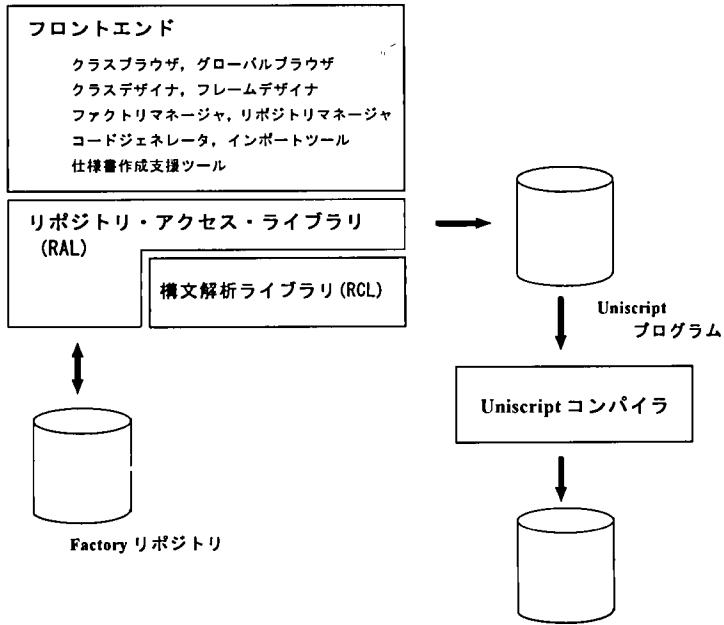 フロントエンド
クラスブラウザ, グローバルブラウザ
クラスデザイナ, フレームデザイナ
ファクトリマネージャ, リポジトリマネージャ
コードジェネレータ, インポートツール
仕様書作成支援ツール
リポジトリ・アクセス・ライブラリ
(RAL)
構文解析ライブラリ(RCL)
Uniscript
プログラム
Uniscript コンパイラ
Factory リポジトリ